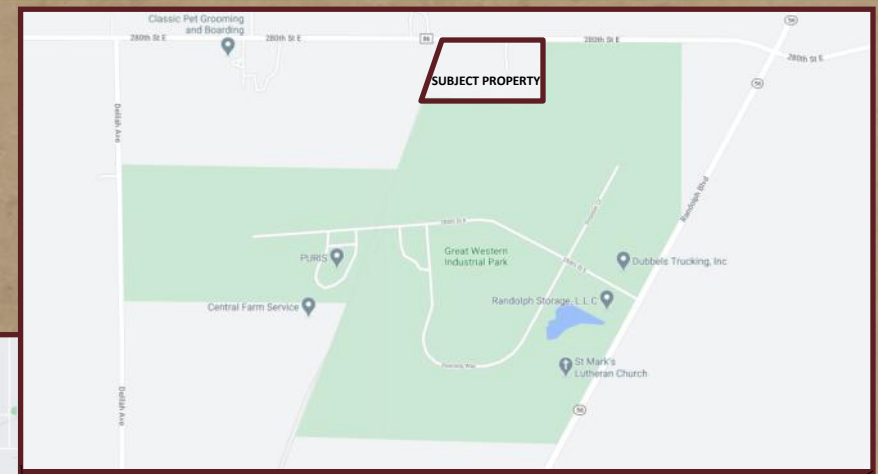 Classic Pet Grooming
and Boarding
280th St E
280th St E
86
280th St E
56
280th St E
56
SUBJECT PROPERTY
Delilah Ave
Randolph Blvd
PURIS
Great Western
Industrial Park
Dubbels Trucking, Inc
Central Farm Service
Randolph Storage, L L C
St Mark's
Lutheran Church
Delilah Ave
56